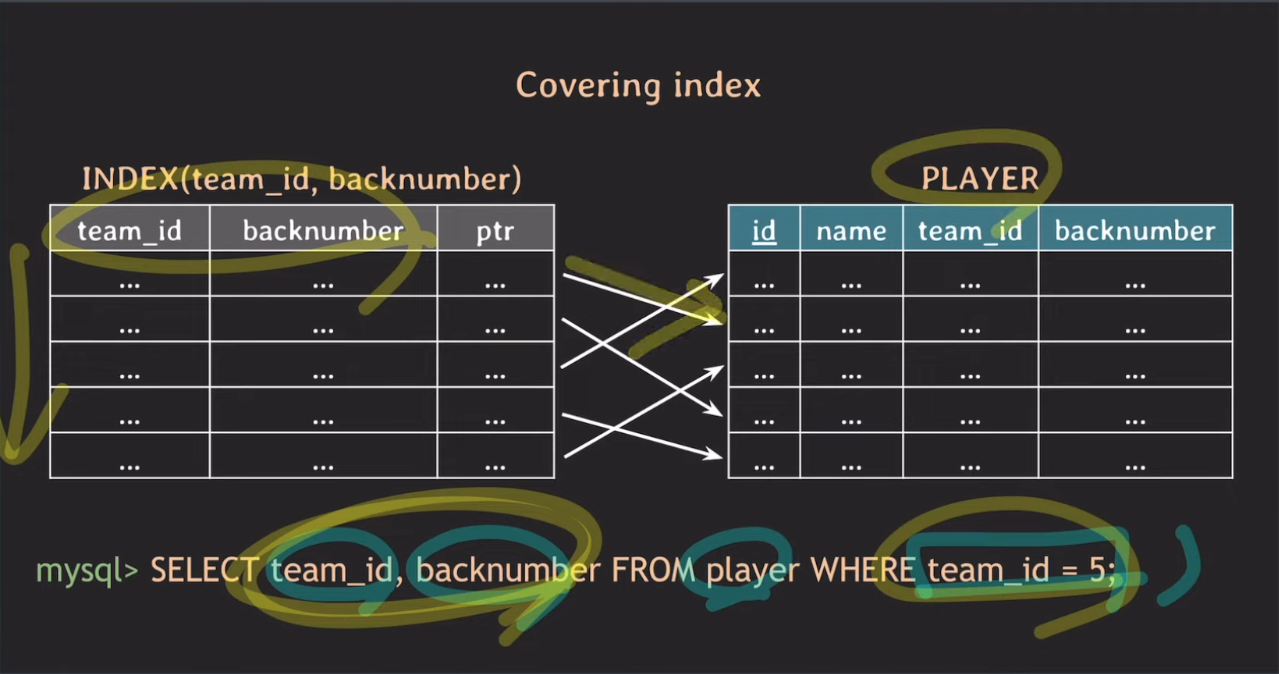 Covering index
INDEX(team_id, backnumber)
PLAYER
team_id backnumber ptr
... ... ...
... ... ...
... ... ...
... ... ...
... ... ...
id name team_id backnumber
... ... ... ...
... ... ... ...
... ... ... ...
... ... ... ...
... ... ... ...
mysql> SELECT team_id, backnumber FROM player WHERE team_id = 5;